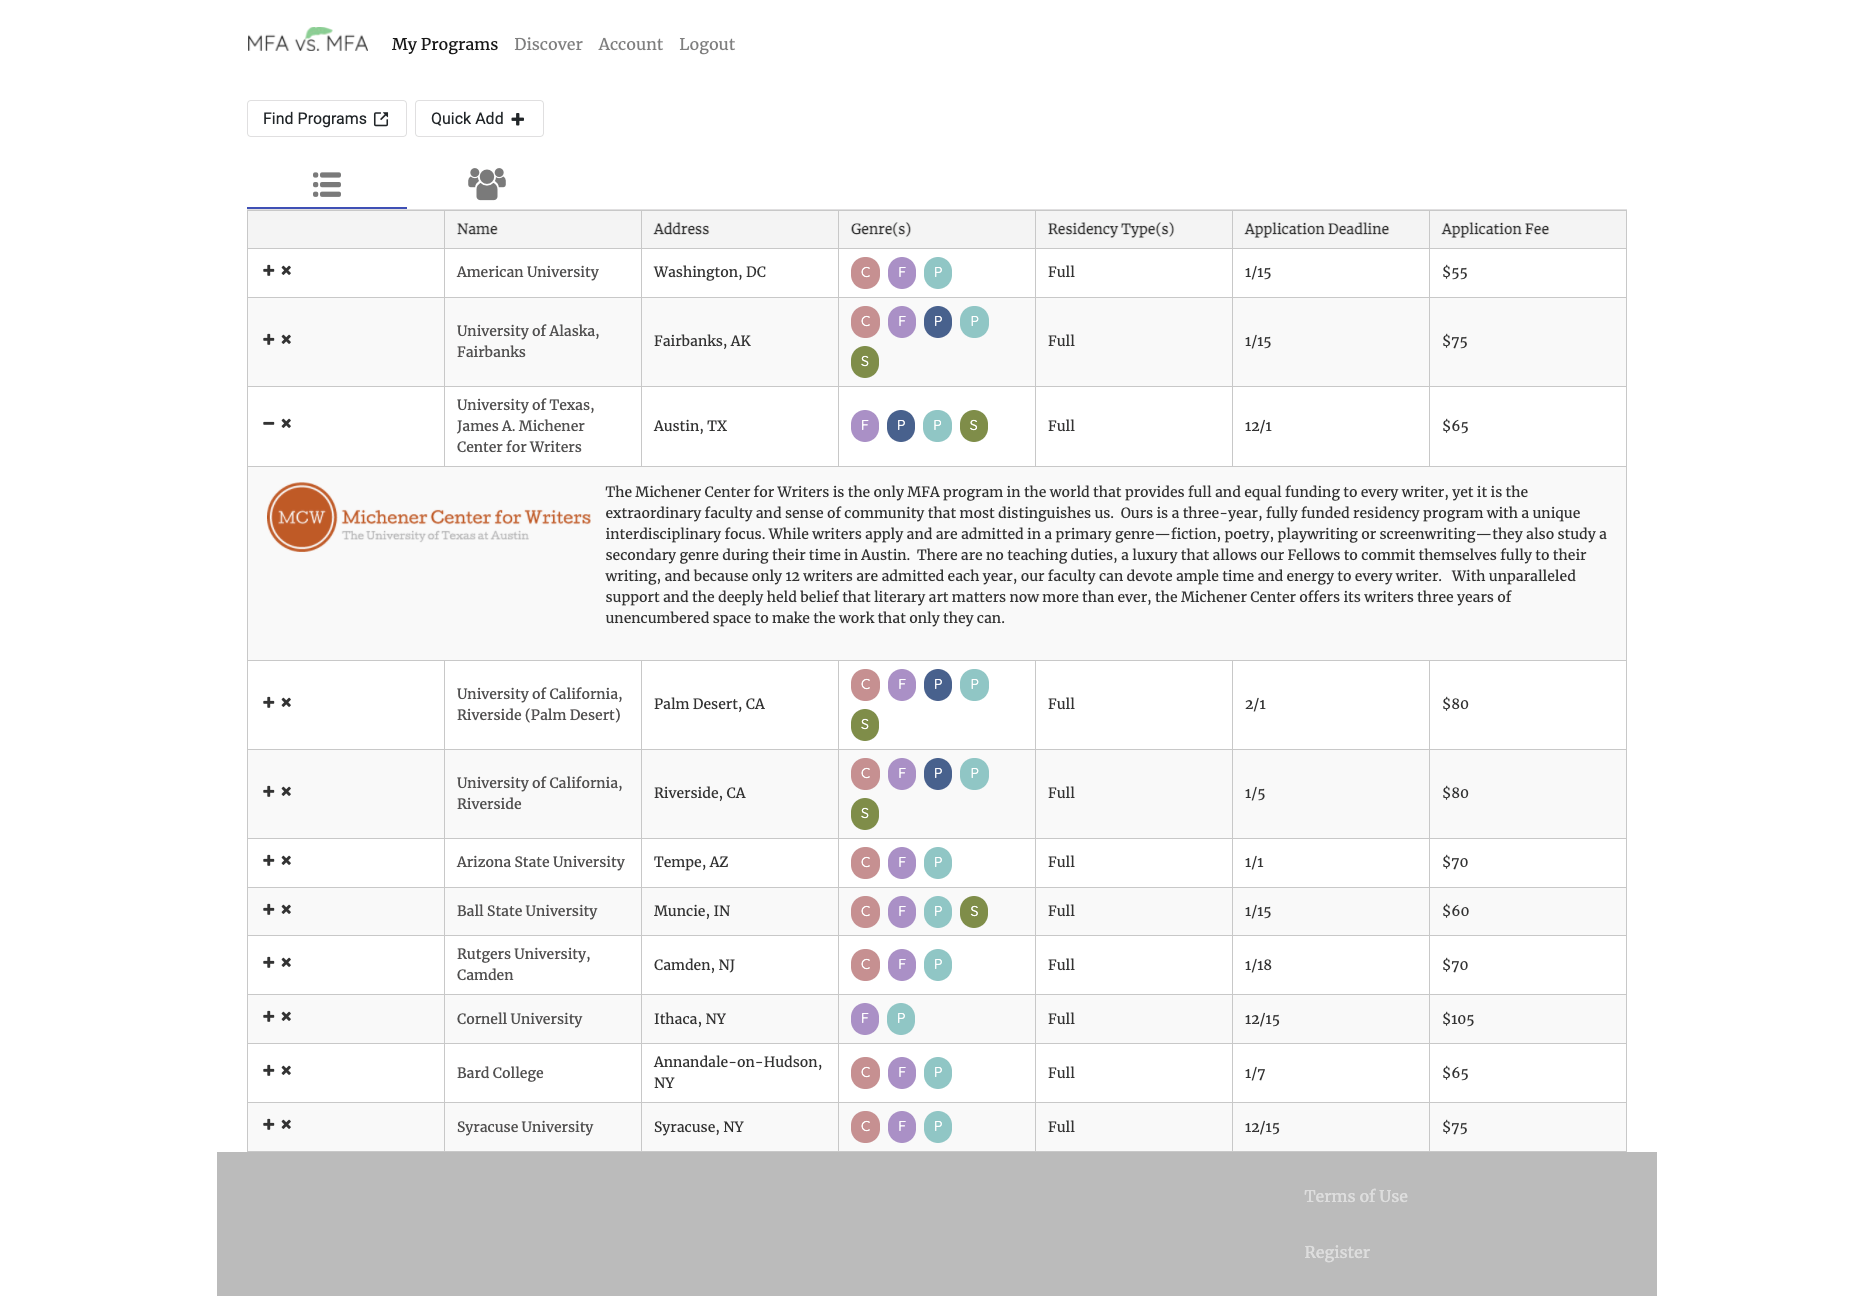 MFA vs. MFA My Programs Discover Account Logout
Find Programs Quick Add
Name Address Genre(s) Residency Type(s) Application Deadline Application Fee
American University Washington, DC C F P Full 1/15 $55
University of Alaska, Fairbanks Fairbanks, AK C F P P S Full 1/15 $75
University of Texas, James A. Michener Center for Writers Austin, TX F P P S Full 12/1 $65
MCW Michener Center for Writers
The University of Texas at Austin
The Michener Center for Writers is the only MFA program in the world that provides full and equal funding to every writer, yet it is the
extraordinary faculty and sense of community that most distinguishes us. Ours is a three-year, fully funded residency program with a unique
interdisciplinary focus. While writers apply and are admitted in a primary genre—fiction, poetry, playwriting or screenwriting—they also study a
secondary genre during their time in Austin. There are no teaching duties, a luxury that allows our Fellows to commit themselves fully to their
writing, and because only 12 writers are admitted each year, our faculty can devote ample time and energy to every writer. With unparalleled
support and the deeply held belief that literary art matters now more than ever, the Michener Center offers its writers three years of
unencumbered space to make the work that only they can.
University of California, Riverside (Palm Desert) Palm Desert, CA C F P P S Full 2/1 $80
University of California, Riverside Riverside, CA C F P P S Full 1/5 $80
Arizona State University Tempe, AZ C F P Full 1/1 $70
Ball State University Muncie, IN C F P S Full 1/15 $60
Rutgers University, Camden Camden, NJ C F P Full 1/18 $70
Cornell University Ithaca, NY F P Full 12/15 $105
Bard College Annandale-on-Hudson, NY C F P Full 1/7 $65
Syracuse University Syracuse, NY C F P Full 12/15 $75
Terms of Use
Register